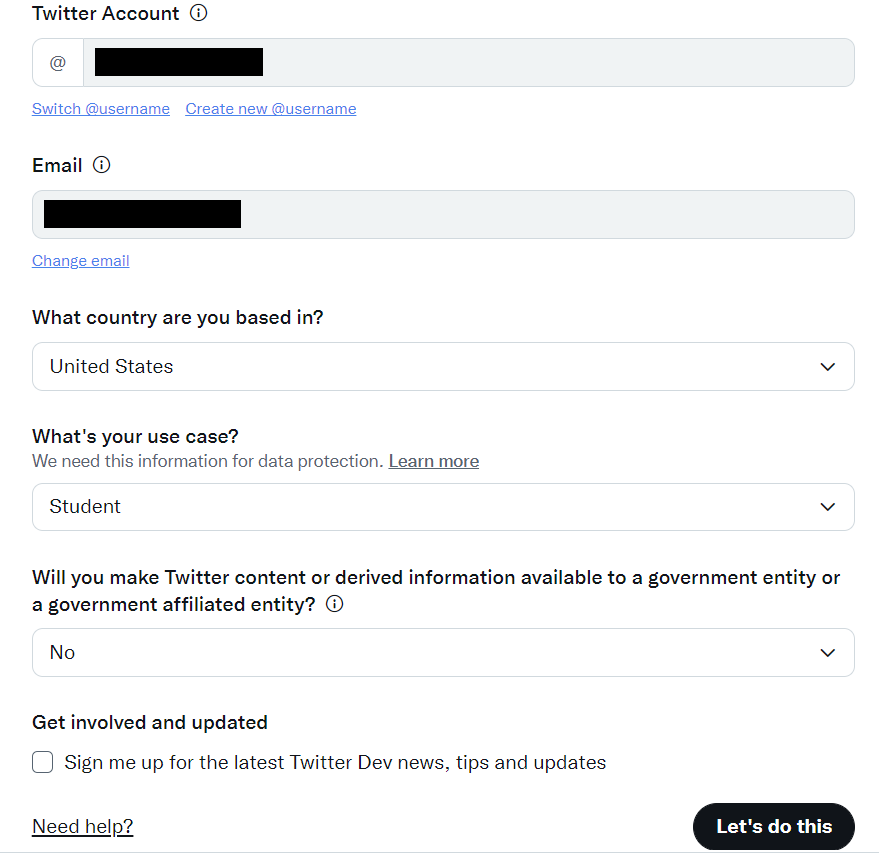 Twitter Account
@
Switch @username Create new @username
Email
Change email
What country are you based in?
United States
What's your use case?
We need this information for data protection. Learn more
Student
Will you make Twitter content or derived information available to a government entity or
a government affiliated entity?
No
Get involved and updated
Sign me up for the latest Twitter Dev news, tips and updates
Need help?
Let's do this